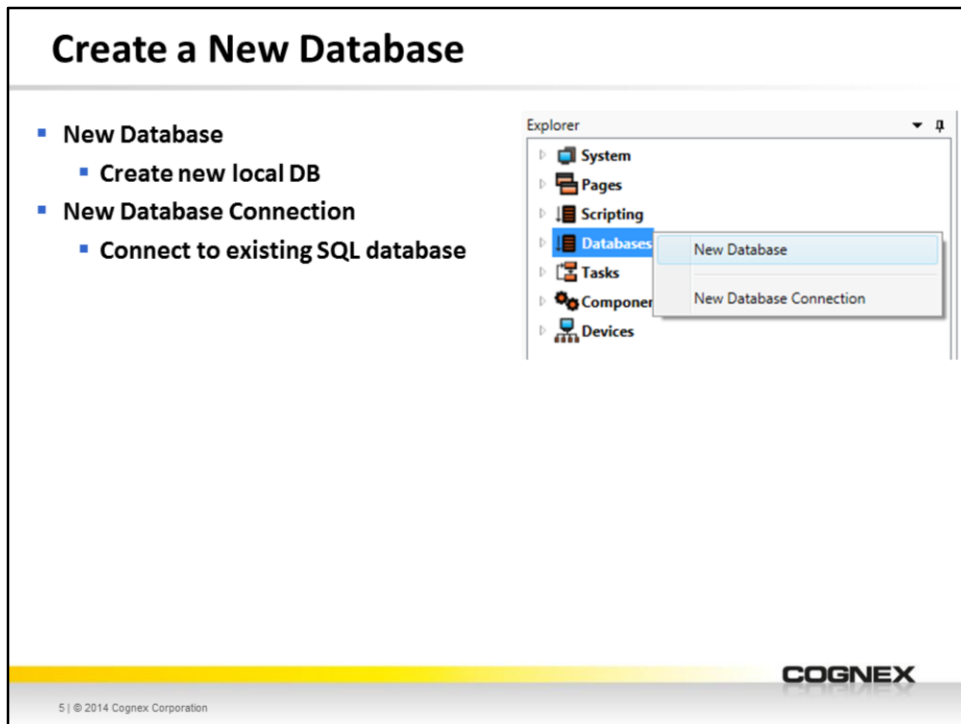 Create a New Database
New Database
Create new local DB
New Database Connection
Connect to existing SQL database
Explorer
System
Pages
Scripting
Databases
Tasks
Componen
Devices
New Database
New Database Connection
COGNEX
5 | © 2014 Cognex Corporation